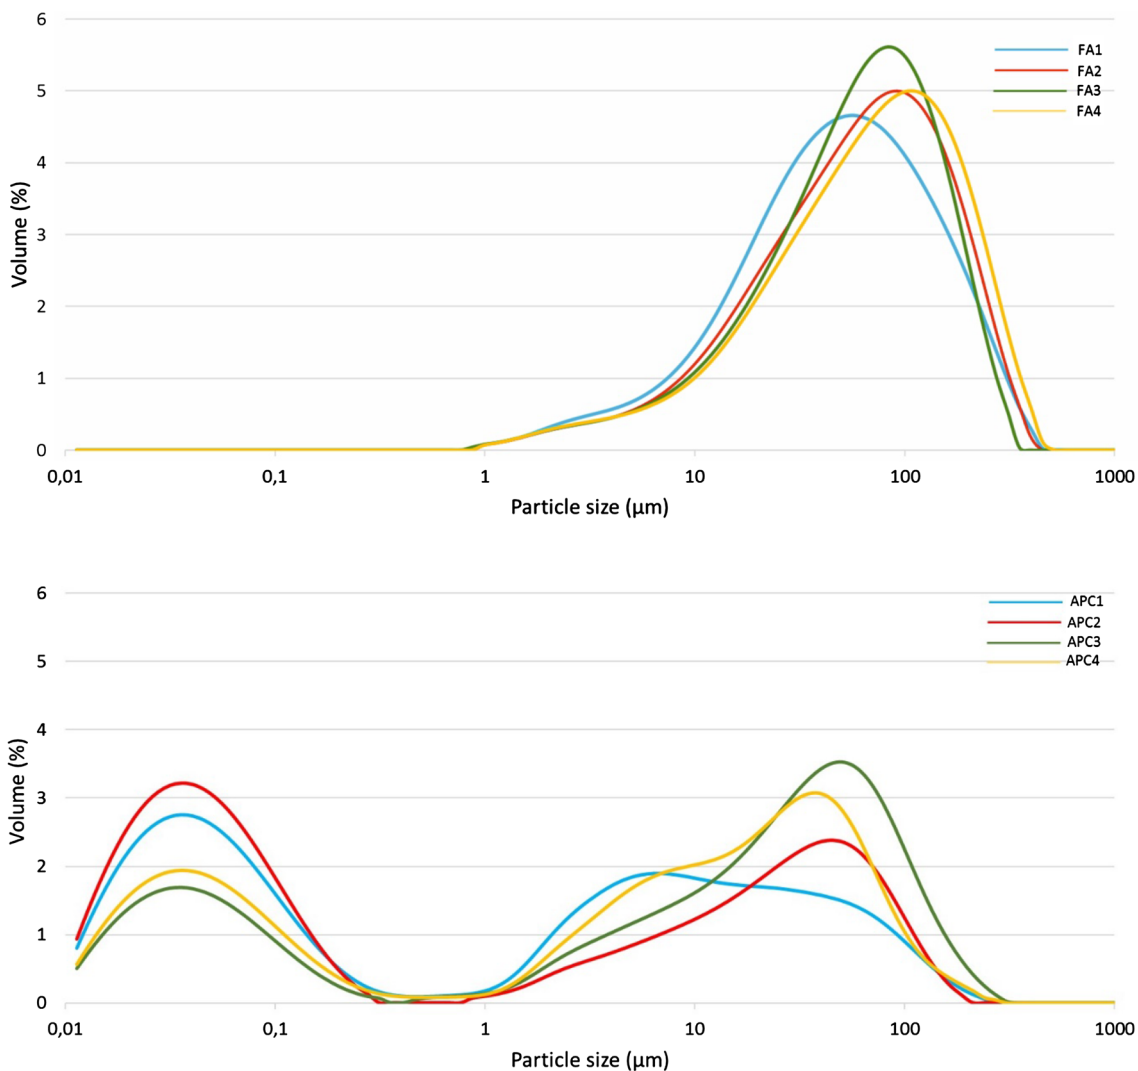 6
5
4
3
2
1
0
Volume (%)
FA1
FA2
FA3
FA4
0,01 0,1 1 10 100 1000
Particle size (µm)
6
5
4
3
2
1
0
Volume (%)
APC1
APC2
APC3
APC4
0,01 0,1 1 10 100 1000
Particle size (µm)